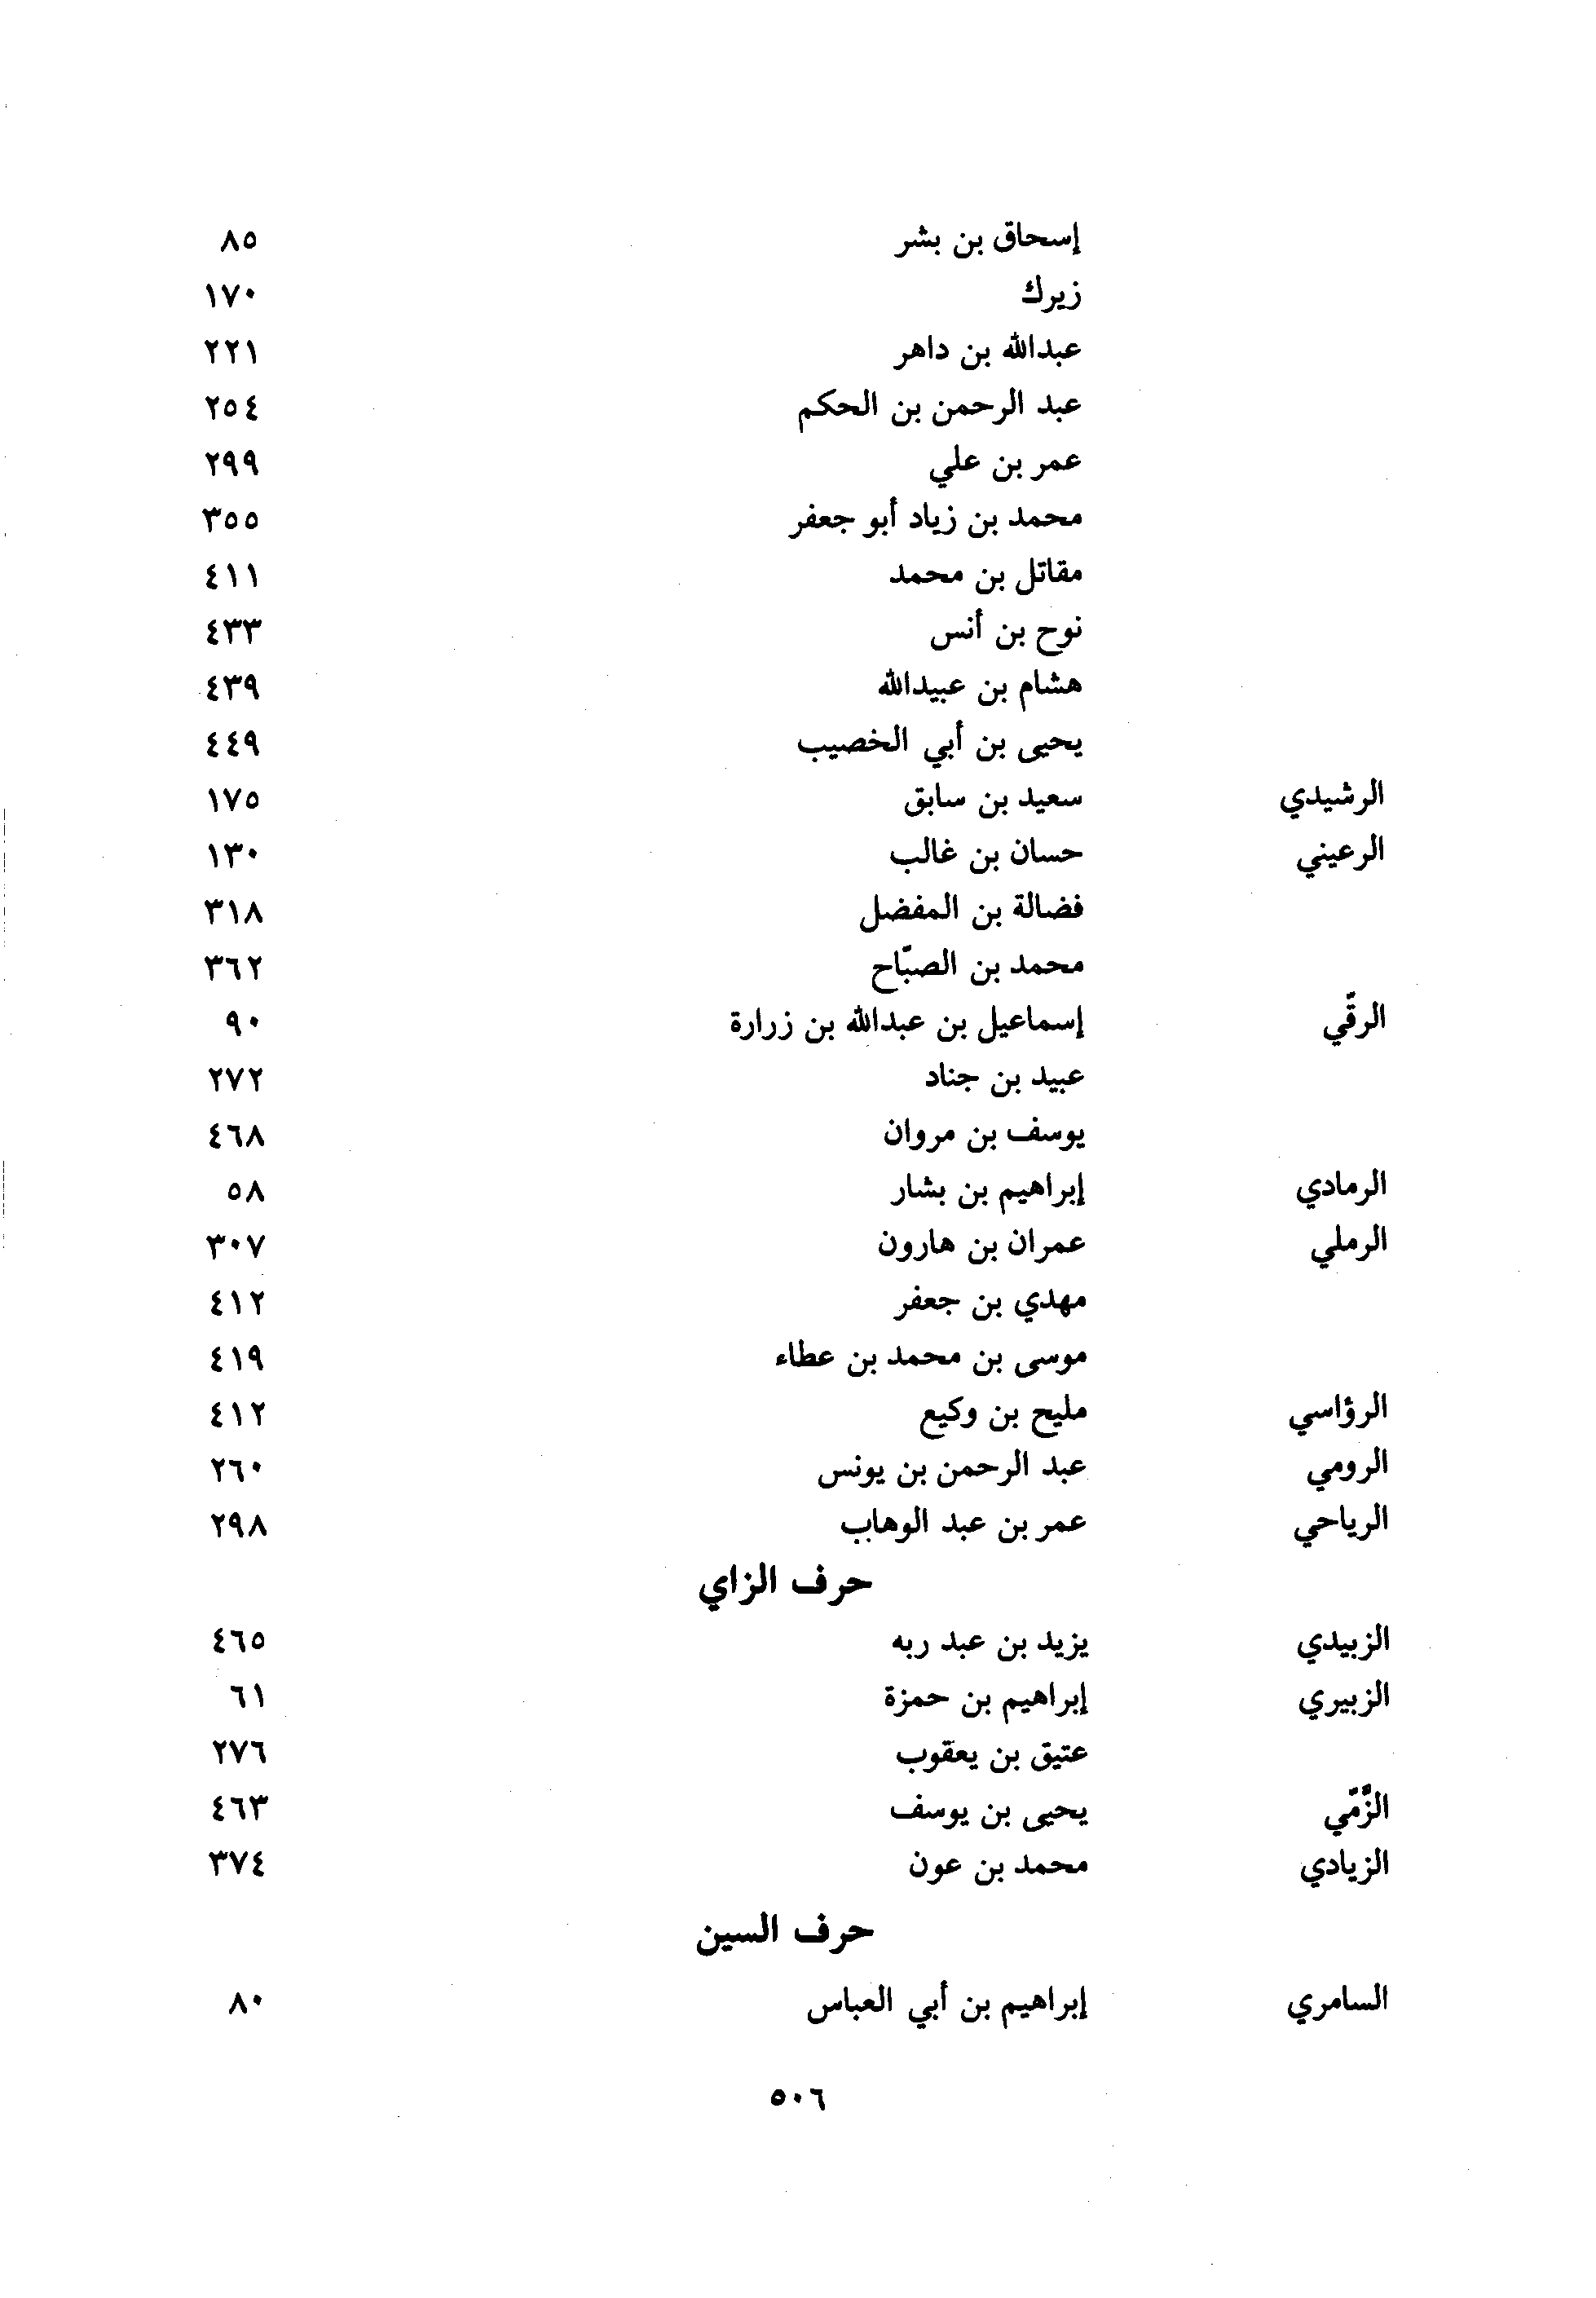 إسحاق بن بشر ٨٥
زيرك ١٧٠
عبدالله بن داهر ٢٢١
عبد الرحمن بن الحكم ٢٥٤
عمر بن علي ٢٩٩
محمد بن زياد أبو جعفر ٣٥٥
مقاتل بن محمد ٤١١
نوح بن أنس ٤٣٣
هشام بن عبيدالله ٤٣٩
يحيى بن أبي الخصيب ٤٤٩
الرشيدي سعيد بن سابق ١٧٥
الرعيني حسان بن غالب ١٣٠
فضالة بن المفضل ٣١٨
محمد بن الصبّاح ٣٦٢
الرقّي إسماعيل بن عبدالله بن زرارة ٩٠
عبيد بن جناد ٢٧٢
يوسف بن مروان ٤٦٨
الرمادي إبراهيم بن بشار ٥٨
الرملي عمران بن هارون ٣٠٧
مهدي بن جعفر ٤١٢
موسى بن محمد بن عطاء ٤١٩
الرؤاسي مليح بن وكيع ٤١٢
الرومي عبد الرحمن بن يونس ٢٦٠
الرياحي عمر بن عبد الوهاب ٢٩٨
حرف الزاي
الزبيدي يزيد بن عبد ربه ٤٦٥
الزبيري إبراهيم بن حمزة ٦١
عتيق بن يعقوب ٢٧٦
الزَّمّي يحيى بن يوسف ٤٦٣
الزيادي محمد بن عون ٣٧٤
حرف السين
السامري إبراهيم بن أبي العباس ٨٠
٥٠٦